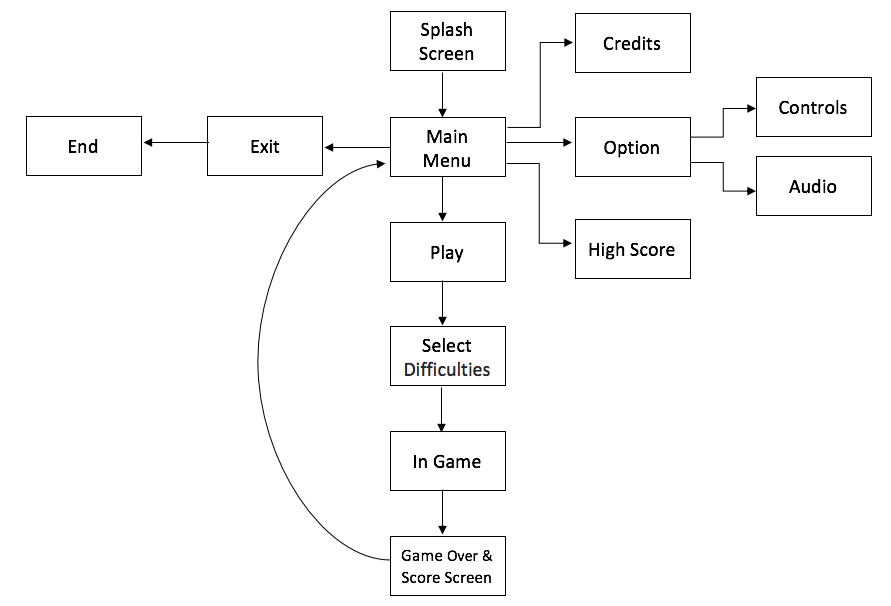 Splash
Screen
Credits
Controls
End
Exit
Main
Menu
Option
Audio
Play
High Score
Select
Difficulties
In Game
Game Over &
Score Screen